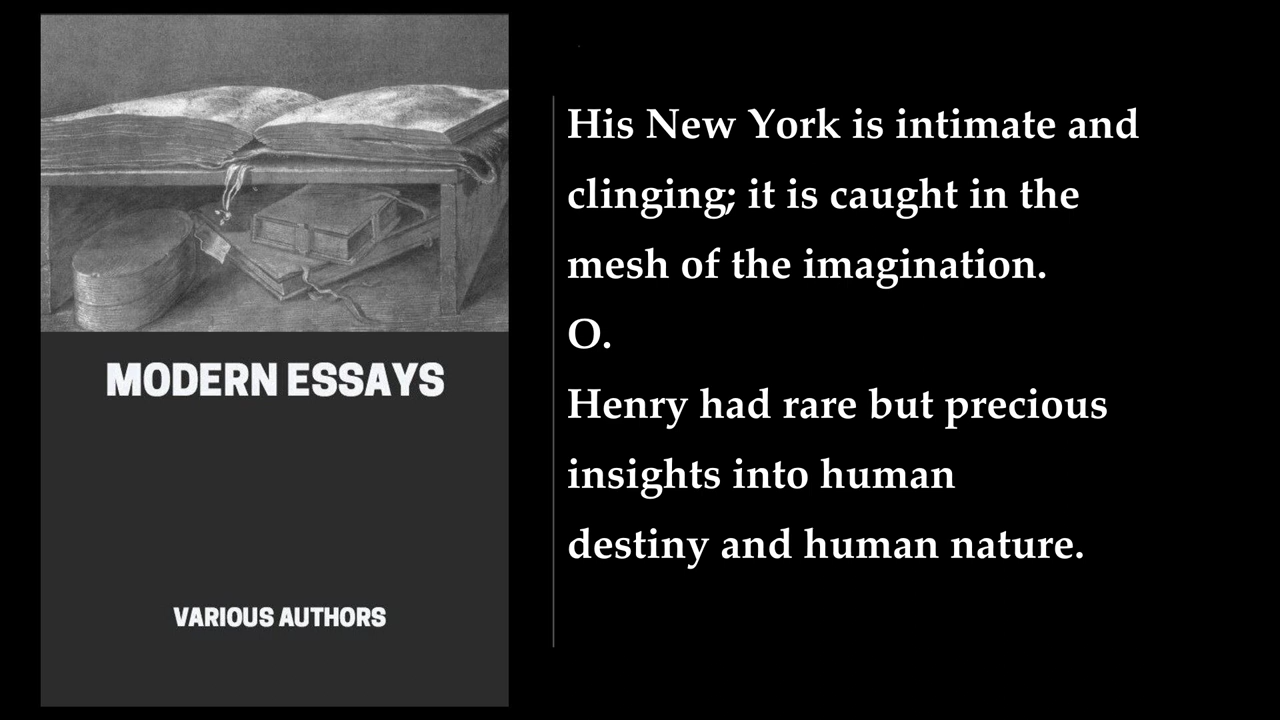 MODERN ESSAYS
VARIOUS AUTHORS
His New York is intimate and
clinging; it is caught in the
mesh of the imagination.
O.
Henry had rare but precious
insights into human
destiny and human nature.